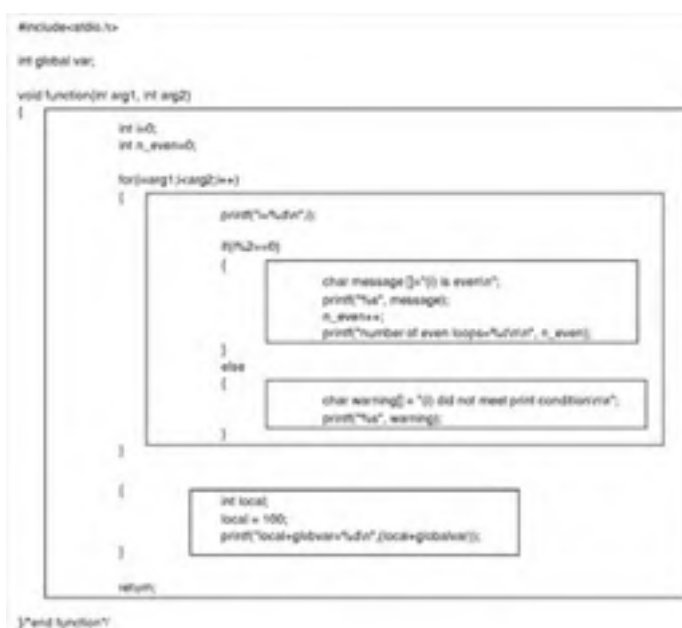 #include<stdio.h>
int global var;
void function(int arg1, int arg2)
{
int i=0;
int n_even=0;
for(i=arg1;i<arg2;i++)
{
printf("i=%d\n",i);
if(i%2==0)
{
char message []="(i) is even\n";
printf("%s", message);
n_even++;
printf("number of even loops=%d\n\n", n_even);
}
else
{
char warning[] = "(i) did not meet print condition\n\n";
printf("%s", warning);
}
}
{
int local;
local = 100;
printf("local+globvar=%d\n",(local+globalvar));
}
return;
}/*end function*/